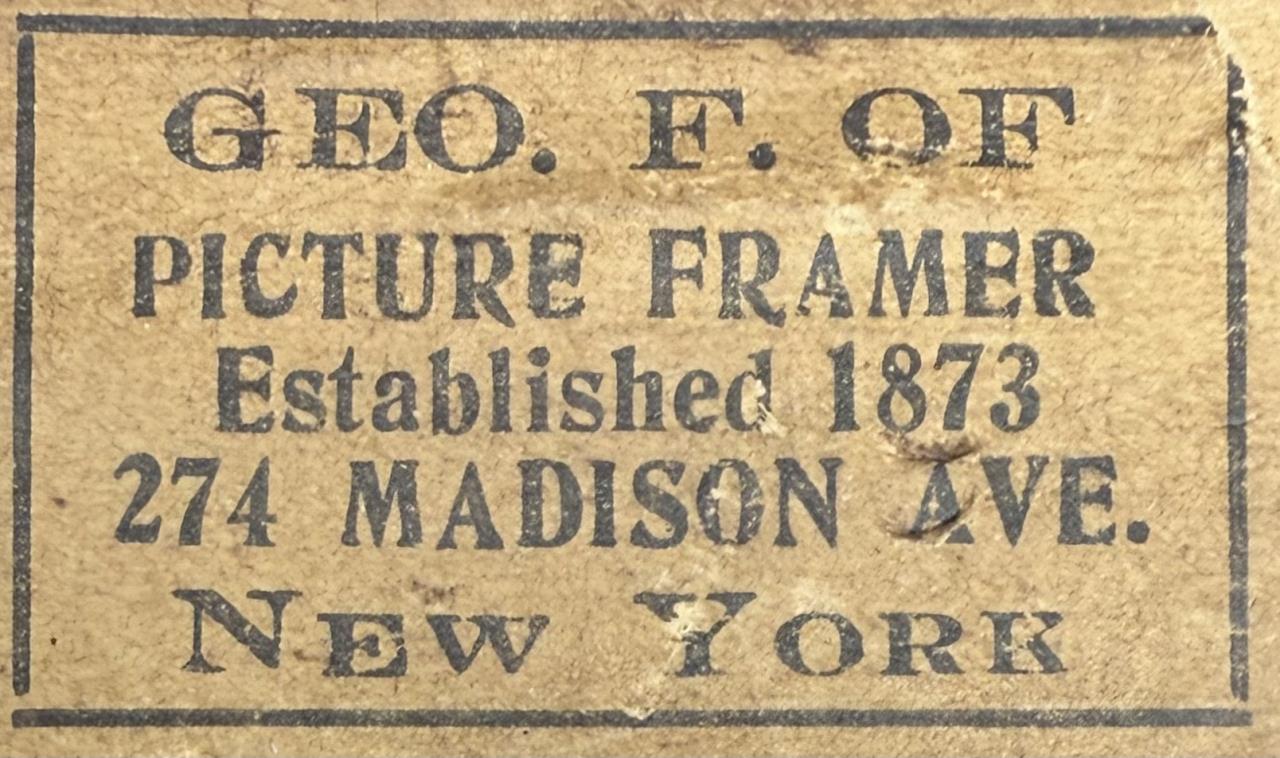 GEO. F. OF
PICTURE FRAMER
Established 1873
274 MADISON AVE.
NEW YORK